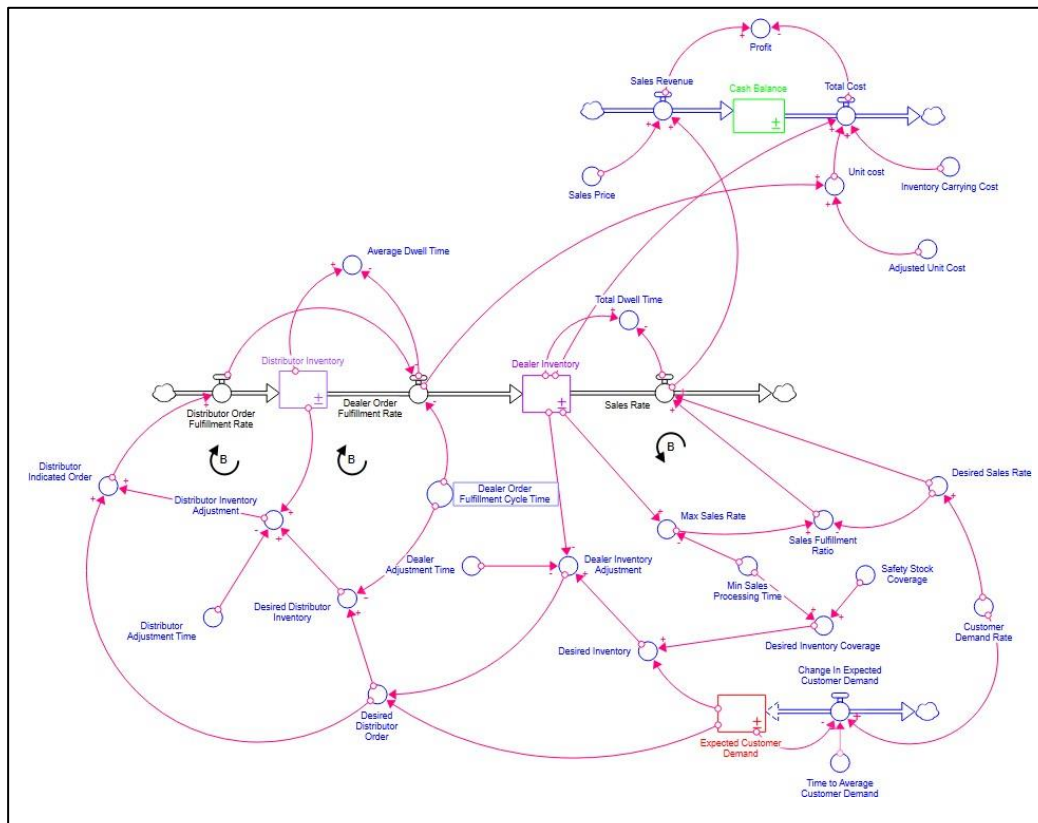 Profit
Sales Revenue
Cash Balance
Total Cost
Sales Price
Unit cost
Inventory Carrying Cost
Adjusted Unit Cost
Average Dwell Time
Total Dwell Time
Distributor Inventory
Dealer Inventory
Distributor Order
Fulfillment Rate
Dealer Order
Fulfillment Rate
Sales Rate
B
B
B
Distributor
Indicated Order
Distributor Inventory
Adjustment
Dealer Order
Fulfillment Cycle Time
Desired Sales Rate
Max Sales Rate
Sales Fulfillment
Ratio
Dealer
Adjustment Time
Dealer Inventory
Adjustment
Min Sales
Processing Time
Safety Stock
Coverage
Distributor
Adjustment Time
Desired Distributor
Inventory
Desired Inventory
Desired Inventory Coverage
Customer
Demand Rate
Change In Expected
Customer Demand
Desired
Distributor
Order
Expected Customer
Demand
Time to Average
Customer Demand